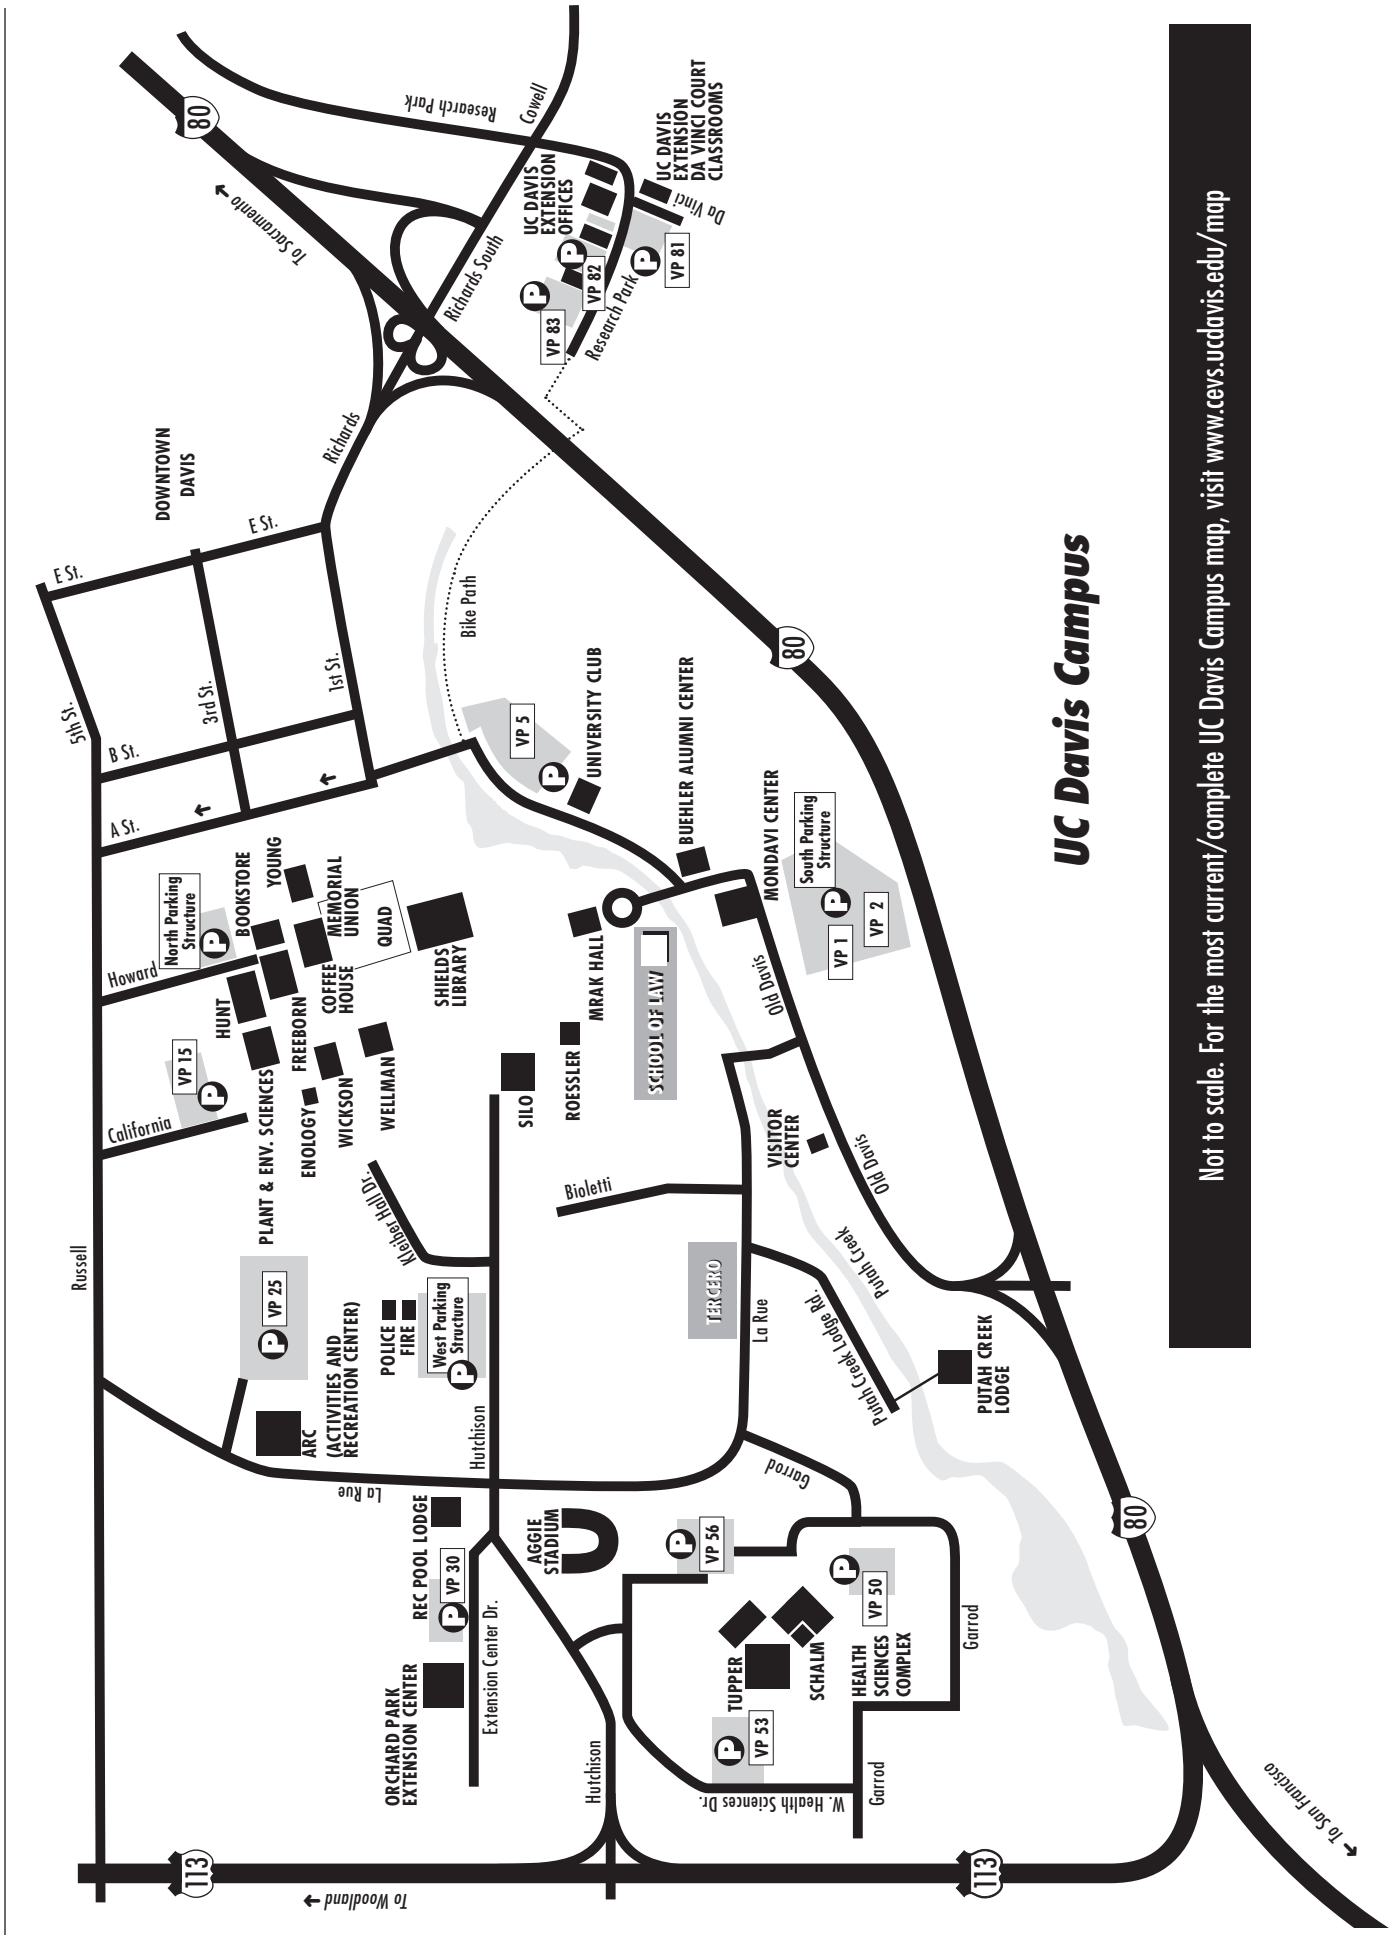 UC Davis Campus
Not to scale. For the most current/complete UC Davis Campus map, visit www.cevs.ucdavis.edu/map
113
To Woodland
113
Russell
La Rue
California
Howard
A St.
B St.
5th St.
3rd St.
1st St.
E St.
E St.
DOWNTOWN
DAVIS
Richards
To Sacramento
80
Research Park
Cowell
Richards South
UC DAVIS
EXTENSION
OFFICES
UC DAVIS
EXTENSION
DA VINCI COURT
CLASSROOMS
Da Vinci
P
VP 83
P
VP 82
P
VP 81
Research Park
Bike Path
North Parking
Structure
P
VP 15
P
VP 25
P
BOOKSTORE
YOUNG
MEMORIAL
UNION
QUAD
HUNT
FREEBORN
COFFEE
HOUSE
SHIELDS
LIBRARY
PLANT & ENV. SCIENCES
ENOLOGY
WICKSON
WELLMAN
Kleiber Hall Dr.
ARC
(ACTIVITIES AND
RECREATION CENTER)
POLICE
FIRE
West Parking
Structure
P
Hutchison
REC POOL LODGE
VP 30
P
ORCHARD PARK
EXTENSION CENTER
Extension Center Dr.
Hutchison
AGGIE
STADIUM
SILO
ROESSLER
MRAK HALL
SCHOOL OF LAW
Bioletti
VP 5
P
UNIVERSITY CLUB
BUEHLER ALUMNI CENTER
MONDAVI CENTER
South Parking
Structure
P
VP 1
VP 2
80
Old Davis
VISITOR
CENTER
Old Davis
Putah Creek
TERCERO
La Rue
Putah Creek Lodge Rd.
PUTAH CREEK
LODGE
Garrod
P
VP 56
P
VP 50
TUPPER
SCHALM
HEALTH
SCIENCES
COMPLEX
P
VP 53
W. Health Sciences Dr.
Garrod
Garrod
80
To San Francisco